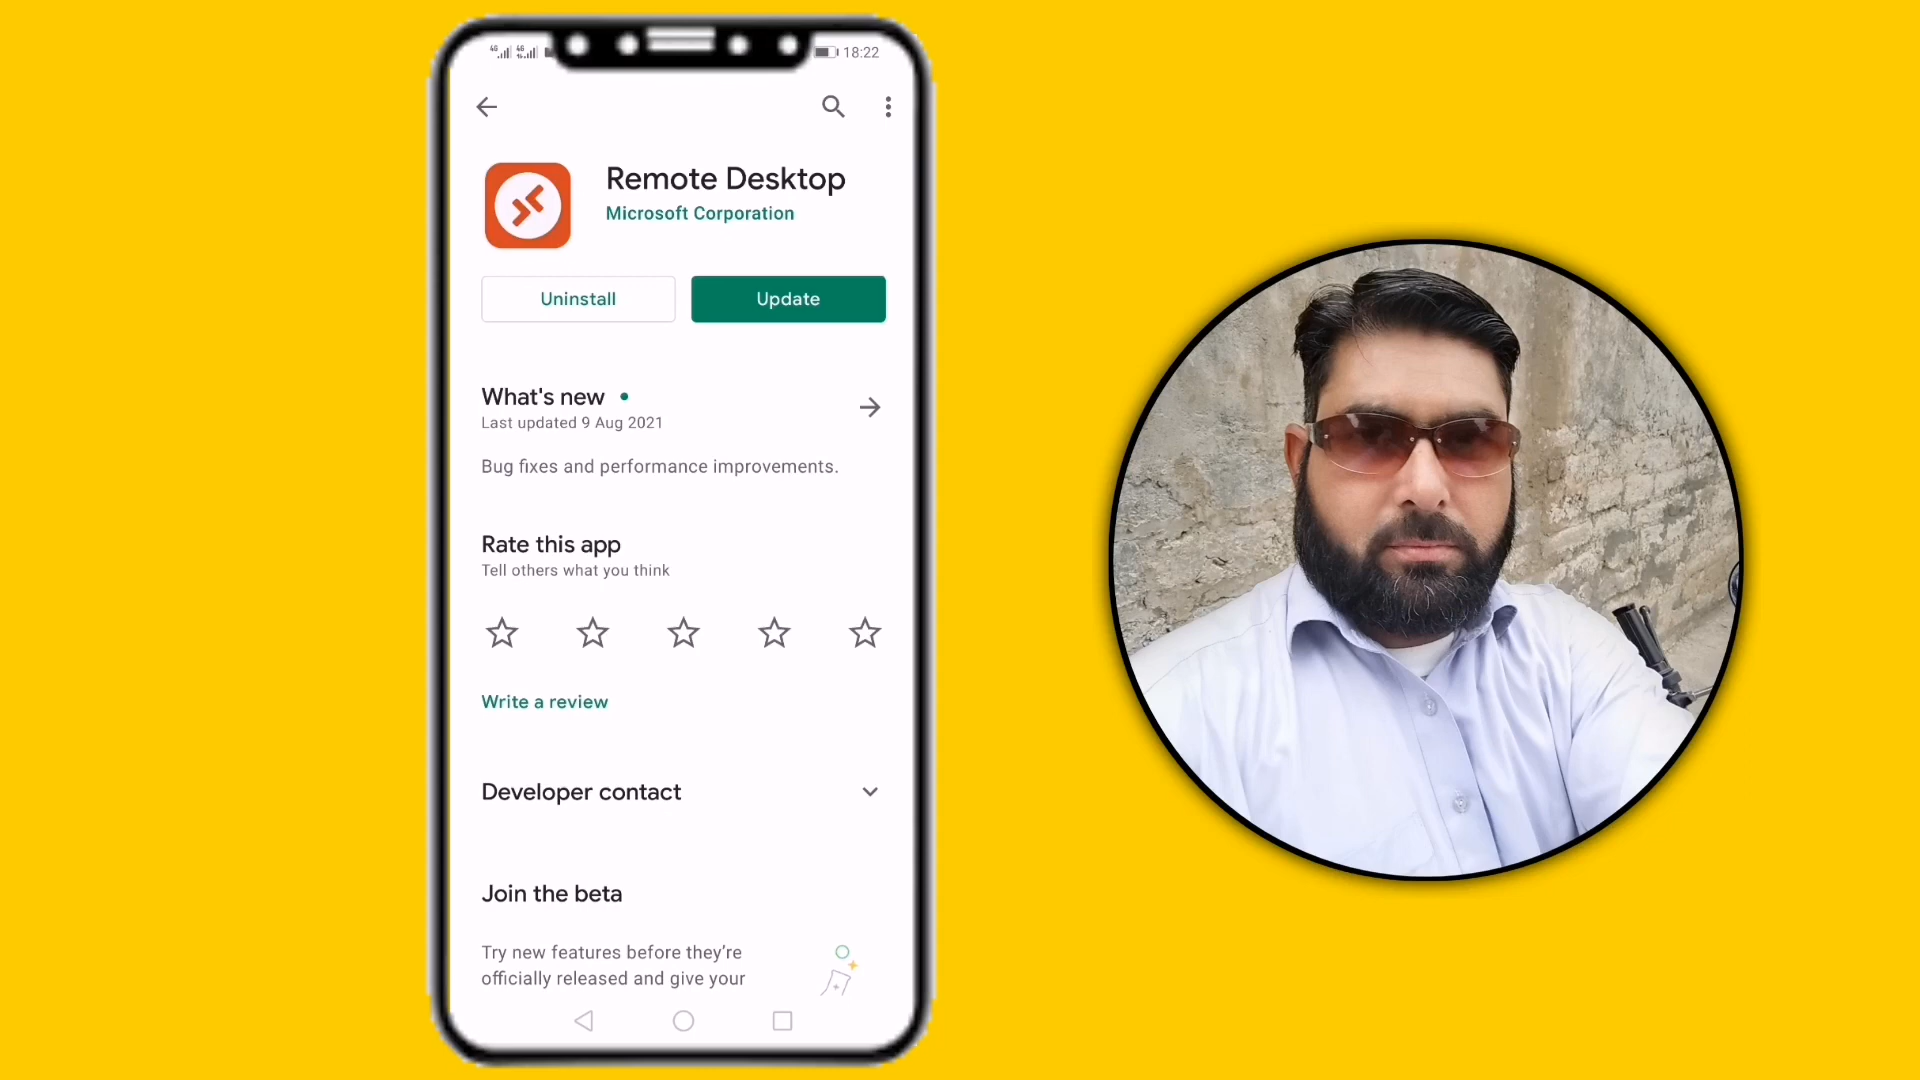 18:22
Remote Desktop
Microsoft Corporation
Uninstall
Update
What's new
Last updated 9 Aug 2021
Bug fixes and performance improvements.
Rate this app
Tell others what you think
Write a review
Developer contact
Join the beta
Try new features before they're
officially released and give your